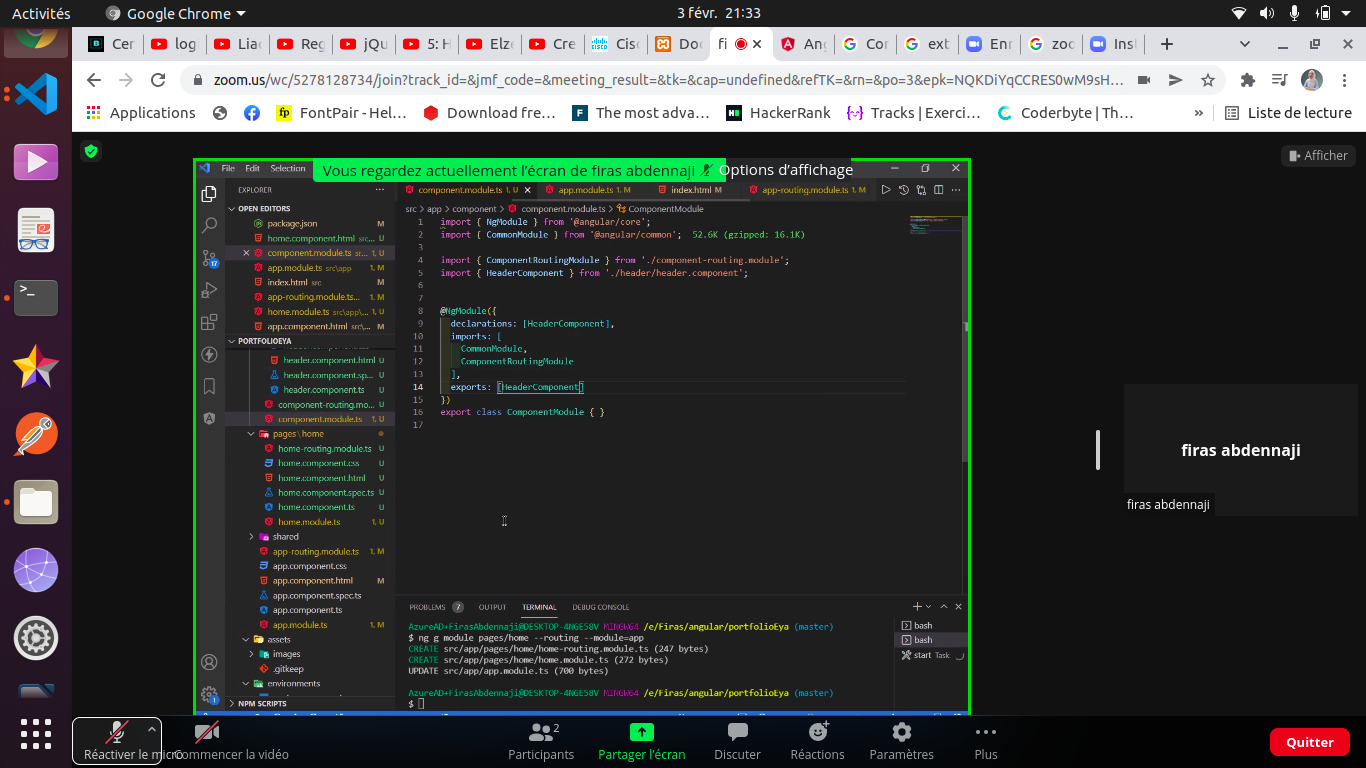 Activités
Google Chrome
3 févr. 21:33
Cer
log
Liac
Reg
jQu
5: H
Elze
Cre
Cisc
Doc
fi
An
Cor
ext
Enr
zoc
Inst
zoom.us/wc/5278128734/join?track_id=&jmf_code=&meeting_result=&tk=&cap=undefined&refTK=&rn=&po=3&epk=NQKDiYqCCRES0wM9sH…
Applications
FontPair - Hel…
Download fre…
The most adva…
HackerRank
Tracks | Exerci…
Coderbyte | Th…
»
Liste de lecture
Afficher
File Edit Selection
Vous regardez actuellement l’écran de firas abdennaji
Options d’affichage
EXPLORER
component.module.ts 1, U
app.module.ts 1, M
index.html M
app-routing.module.ts 1, M
src > app > component > component.module.ts > ComponentModule
OPEN EDITORS
package.json
home.component.html src... U
component.module.ts sr... 1, U
app.module.ts src\app 1, M
index.html src M
app-routing.module.ts... 1, M
home.module.ts src\app\... 1, U
app.component.html src\... M
PORTFOLIOEYA
header.component.html U
header.component.sp... U
header.component.ts U
component-routing.mo... U
component.module.ts 1, U
pages\home
home-routing.module.ts U
home.component.css U
home.component.html U
home.component.spec.ts U
home.component.ts U
home.module.ts 1, U
shared
app-routing.module.ts 1, M
app.component.css
app.component.html M
app.component.spec.ts
app.component.ts
app.module.ts 1, M
assets
images
.gitkeep
environments
NPM SCRIPTS
17
1
1 import { NgModule } from '@angular/core';
2 import { CommonModule } from '@angular/common'; 52.6K (gzipped: 16.1K)
3
4 import { ComponentRoutingModule } from './component-routing.module';
5 import { HeaderComponent } from './header/header.component';
6
7
8 @NgModule({
9 declarations: [HeaderComponent],
10 imports: [
11 CommonModule,
12 ComponentRoutingModule
13 ],
14 exports: [HeaderComponent]
15 })
16 export class ComponentModule { }
17
PROBLEMS 7 OUTPUT TERMINAL DEBUG CONSOLE
AzureAD+FirasAbdennaji@DESKTOP-4NGE58V MINGW64 /e/Firas/angular/portfolioEya (master)
$ ng g module pages/home --routing --module=app
CREATE src/app/pages/home/home-routing.module.ts (247 bytes)
CREATE src/app/pages/home/home.module.ts (272 bytes)
UPDATE src/app/app.module.ts (700 bytes)
AzureAD+FirasAbdennaji@DESKTOP-4NGE58V MINGW64 /e/Firas/angular/portfolioEya (master)
$
bash
bash
start Task
firas abdennaji
firas abdennaji
Réactiver le micro
Commencer la vidéo
2
Participants
Partager l'écran
Discuter
Réactions
Paramètres
Plus
Quitter